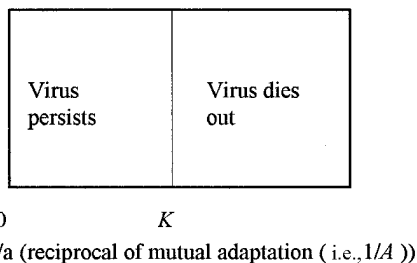 Virus
persists
Virus dies
out
0
K
/a (reciprocal of mutual adaptation ( i.e.,1/A ))